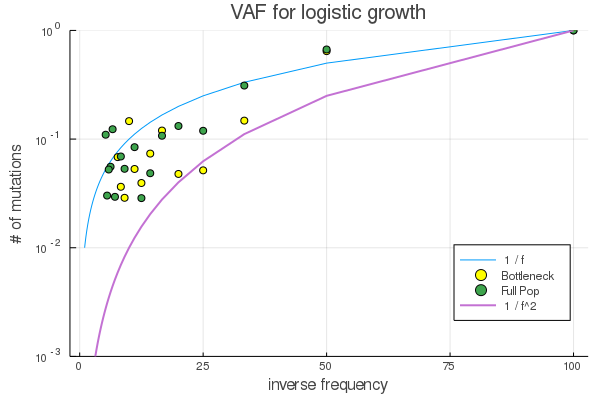 VAF for logistic growth
# of mutations
10^0
10^-1
10^-2
10^-3
0 25 50 75 100
inverse frequency
1 / f
Bottleneck
Full Pop
1 / f^2